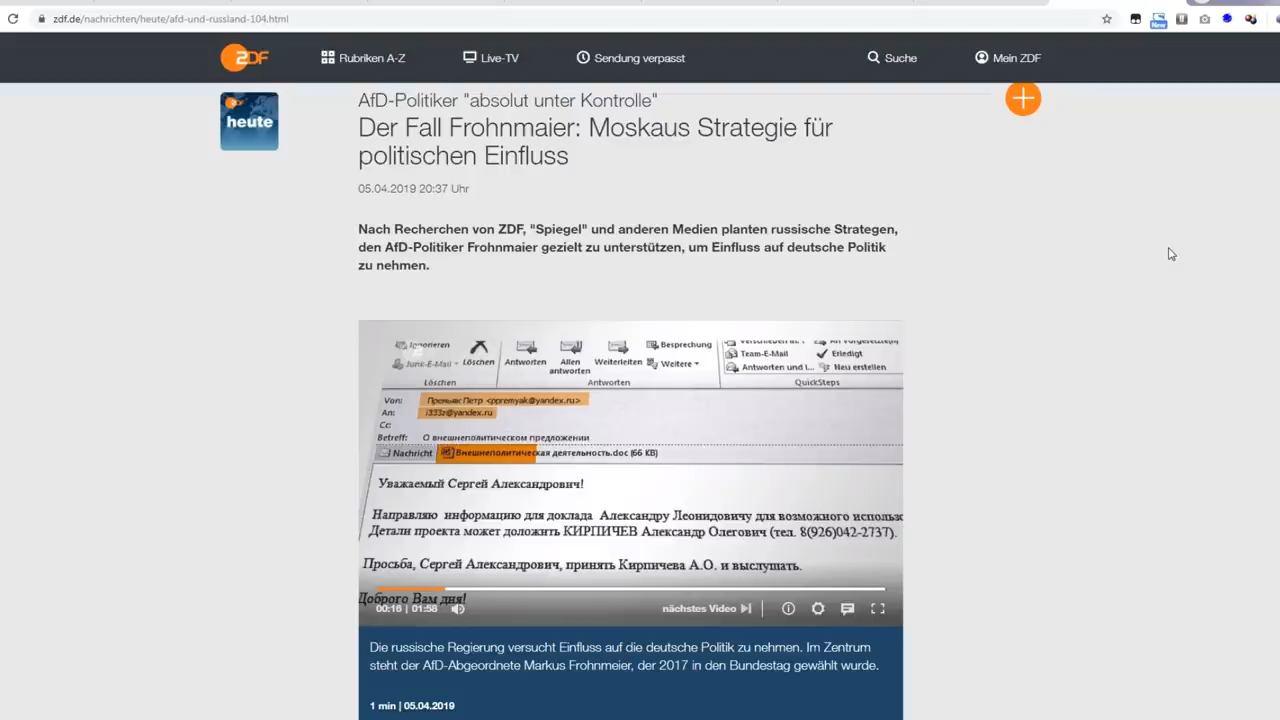 zdf.de/nachrichten/heute/afd-und-russland-104.html
New
ZDF
Rubriken A-Z
Live-TV
Sendung verpasst
Suche
Mein ZDF
ZDF
heute
AfD-Politiker "absolut unter Kontrolle"
Der Fall Frohnmaier: Moskaus Strategie für
politischen Einfluss
05.04.2019 20:37 Uhr
Nach Recherchen von ZDF, "Spiegel" und anderen Medien planten russische Strategen,
den AfD-Politiker Frohnmaier gezielt zu unterstützen, um Einfluss auf deutsche Politik
zu nehmen.
Ignorieren
Junk-E-Mail
Löschen
Antworten
Allen
antworten
Weiterleiten
Besprechung
Weitere
Team-E-Mail
Erledigt
Antworten und l...
Neu erstellen
Löschen
Antworten
QuickSteps
Von: Премьяк Петр <ppremyak@yandex.ru>
An: i333z@yandex.ru
Cc:
Betreff: О внешнеполитическом предложении
Nachricht
Внешнеполитическая деятельность.doc (66 KB)
Уважаемый Сергей Александрович!
Направляю информацию для доклада Александру Леонидовичу для возможного
Детали проекта может доложить КИРПИЧЕВ Александр Олегович (тел. 8(926)042-2737).
Просьба, Сергей Александрович, принять Кирпичева А.О. и выслушать.
Доброго Вам дня!
00:16 | 01:58
nächstes Video
Die russische Regierung versucht Einfluss auf die deutsche Politik zu nehmen. Im Zentrum
steht der AfD-Abgeordnete Markus Frohnmeier, der 2017 in den Bundestag gewählt wurde.
1 min | 05.04.2019